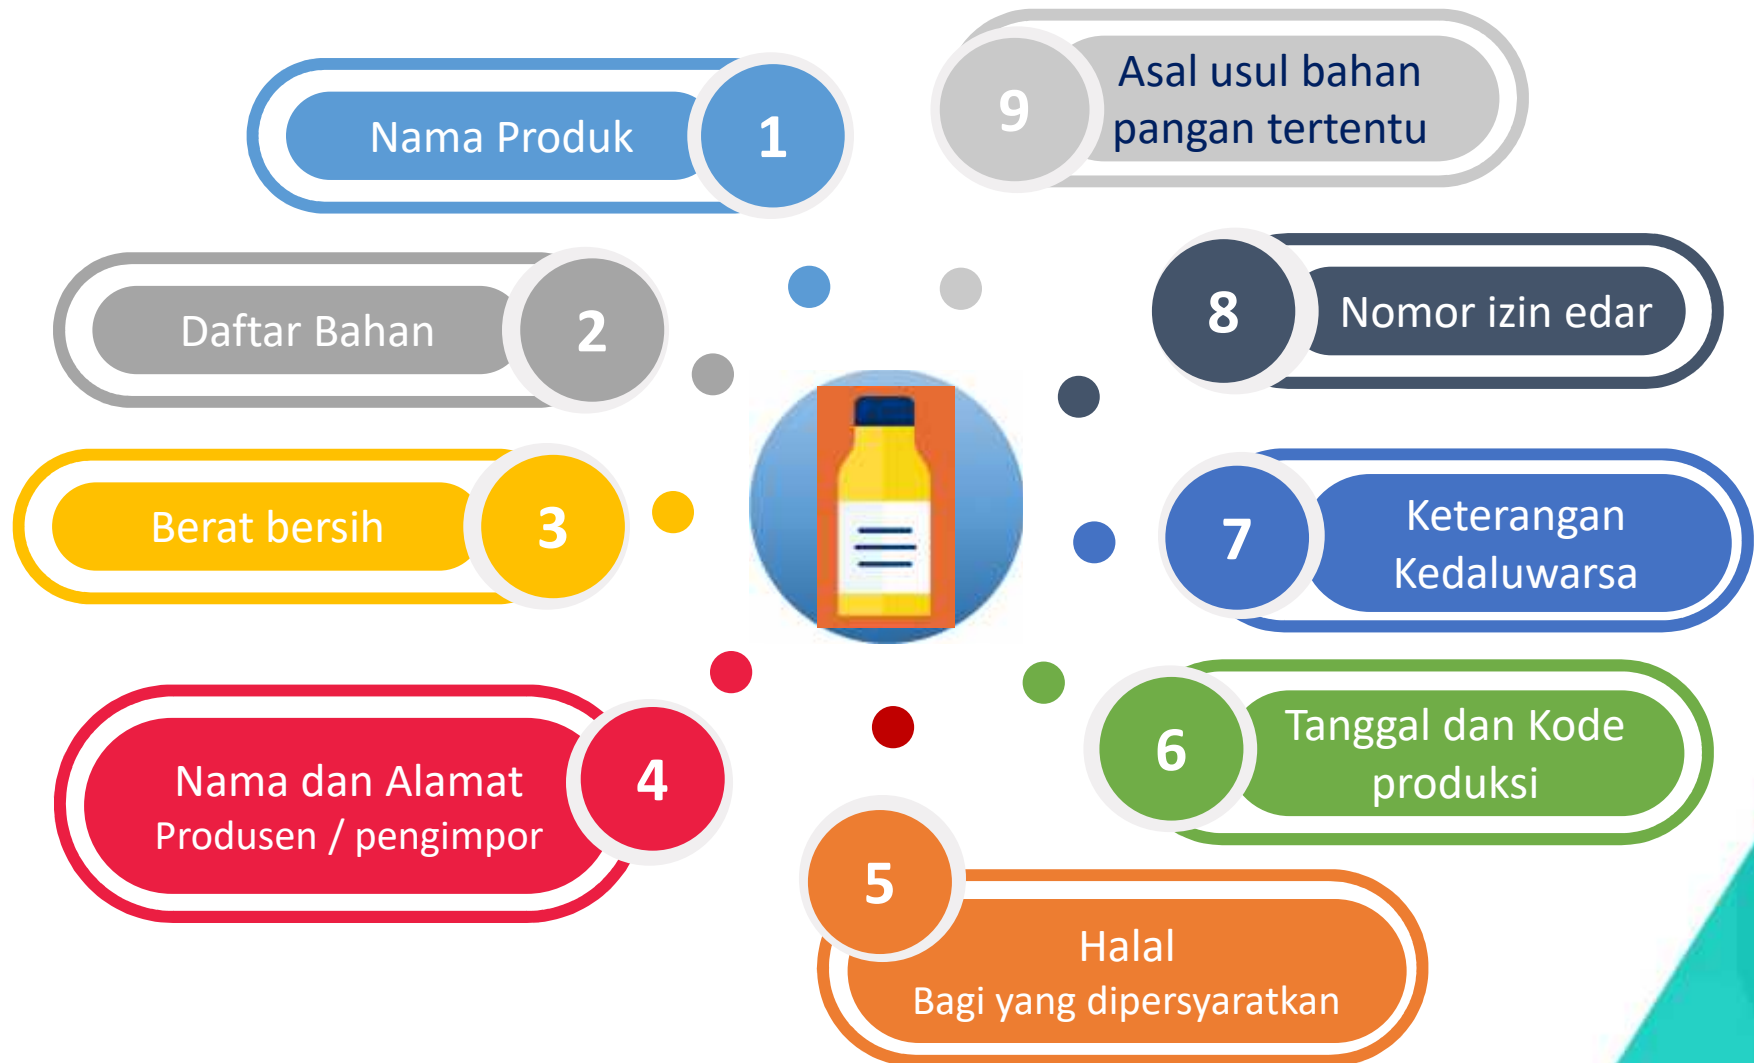 1
Nama Produk
2
Daftar Bahan
3
Berat bersih
4
Nama dan Alamat
Produsen / pengimpor
5
Halal
Bagi yang dipersyaratkan
6
Tanggal dan Kode
produksi
7
Keterangan
Kedaluwarsa
8
Nomor izin edar
9
Asal usul bahan
pangan tertentu